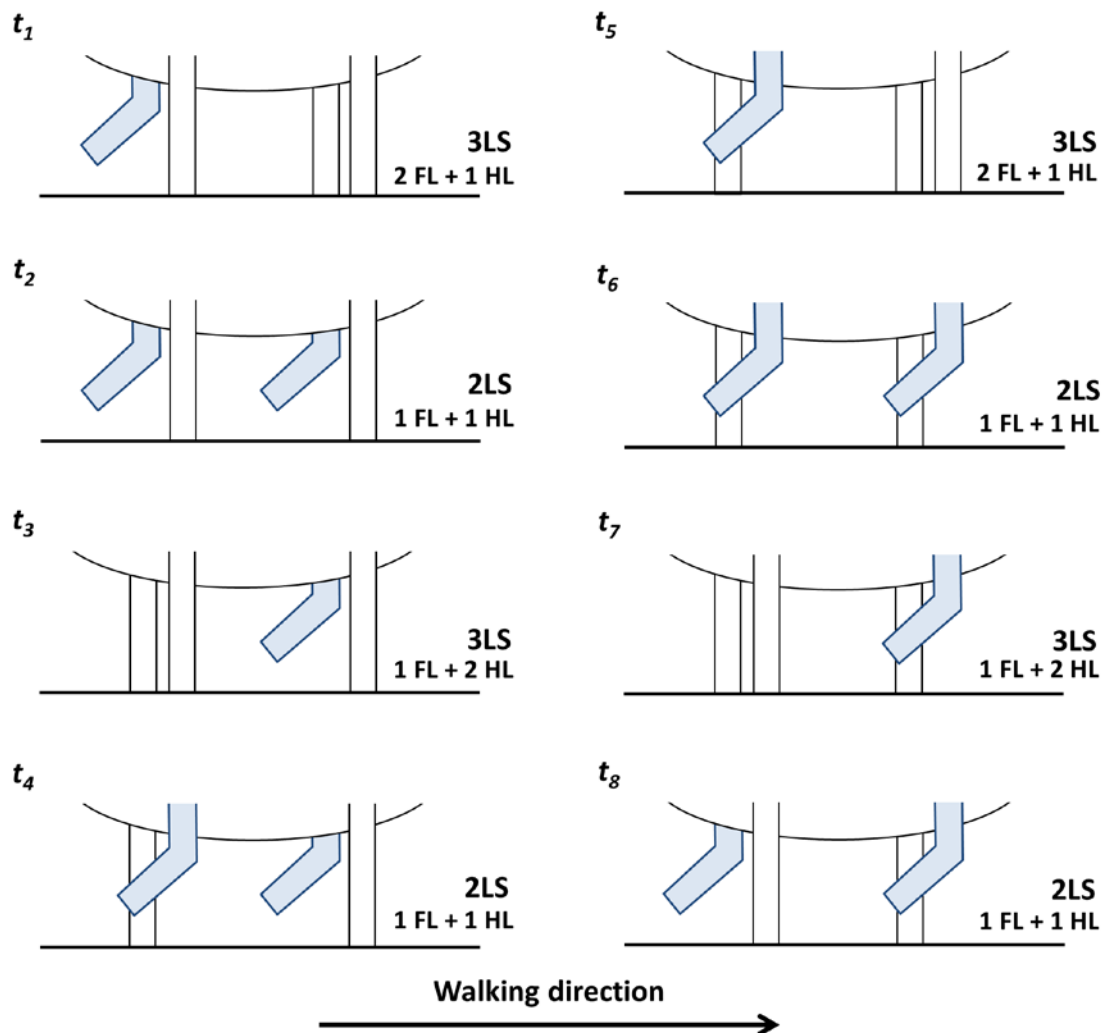 t1
3LS
2 FL + 1 HL
t2
2LS
1 FL + 1 HL
t3
3LS
1 FL + 2 HL
t4
2LS
1 FL + 1 HL
t5
3LS
2 FL + 1 HL
t6
2LS
1 FL + 1 HL
t7
3LS
1 FL + 2 HL
t8
2LS
1 FL + 1 HL
Walking direction